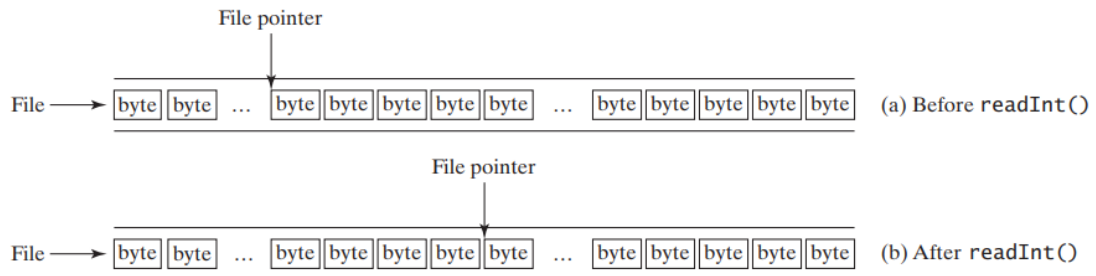 File pointer
File byte byte ... byte byte byte byte byte ... byte byte byte byte byte (a) Before readInt()
File pointer
File byte byte ... byte byte byte byte byte ... byte byte byte byte byte (b) After readInt()